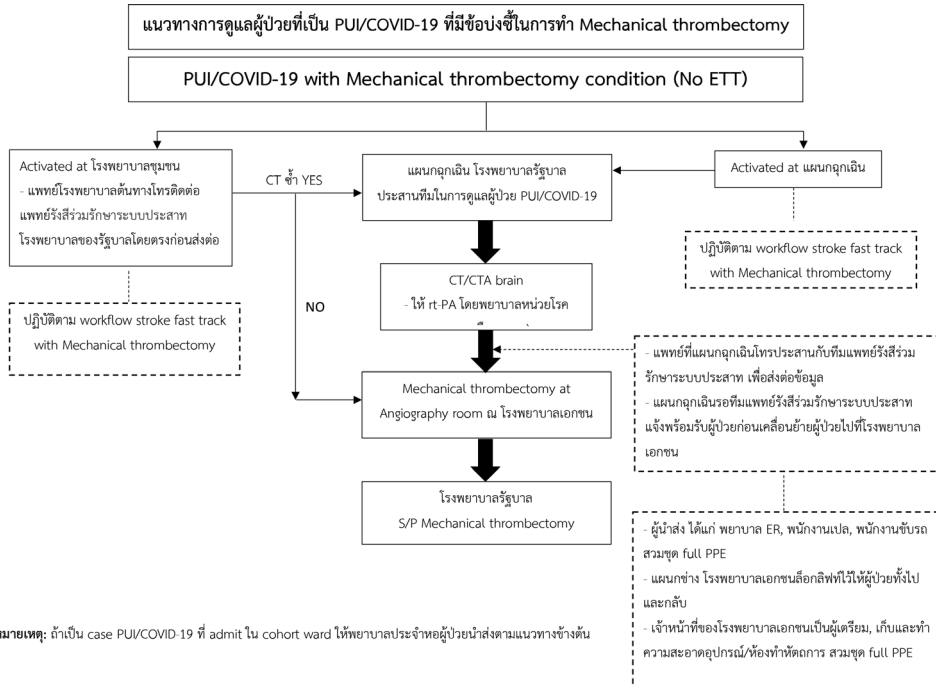 แนวทางการดูแลผู้ป่วยที่เป็น PUI/COVID-19 ที่มีข้อบ่งชี้ในการทำ Mechanical thrombectomy
PUI/COVID-19 with Mechanical thrombectomy condition (No ETT)
Activated at โรงพยาบาลชุมชน
- แพทย์โรงพยาบาลต้นทางโทรติดต่อ
แพทย์รังสีร่วมรักษาระบบประสาท
โรงพยาบาลของรัฐบาลโดยตรงก่อนส่งต่อ
CT ซ้ำ YES
NO
แผนกฉุกเฉิน โรงพยาบาลรัฐบาล
ประสานทีมในการดูแลผู้ป่วย PUI/COVID-19
Activated at แผนกฉุกเฉิน
ปฏิบัติตาม workflow stroke fast track
with Mechanical thrombectomy
ปฏิบัติตาม workflow stroke fast track
with Mechanical thrombectomy
CT/CTA brain
- ให้ rt-PA โดยพยาบาลหน่วยโรค
- แพทย์ที่แผนกฉุกเฉินโทรประสานกับทีมแพทย์รังสีร่วม
รักษาระบบประสาท เพื่อส่งต่อข้อมูล
- แผนกฉุกเฉินรอทีมแพทย์รังสีร่วมรักษาระบบประสาท
แจ้งพร้อมรับผู้ป่วยก่อนเคลื่อนย้ายผู้ป่วยไปที่โรงพยาบาล
เอกชน
Mechanical thrombectomy at
Angiography room ณ โรงพยาบาลเอกชน
โรงพยาบาลรัฐบาล
S/P Mechanical thrombectomy
- ผู้นำส่ง ได้แก่ พยาบาล ER, พนักงานเปล, พนักงานขับรถ
สวมชุด full PPE
- แผนกช่าง โรงพยาบาลเอกชนล็อกลิฟท์ไว้ให้ผู้ป่วยทั้งไป
และกลับ
- เจ้าหน้าที่ของโรงพยาบาลเอกชนเป็นผู้เตรียม, เก็บและทำ
ความสะอาดอุปกรณ์/ห้องทำหัตถการ สวมชุด full PPE
หมายเหตุ: ถ้าเป็น case PUI/COVID-19 ที่ admit ใน cohort ward ให้พยาบาลประจำหอผู้ป่วยนำส่งตามแนวทางข้างต้น